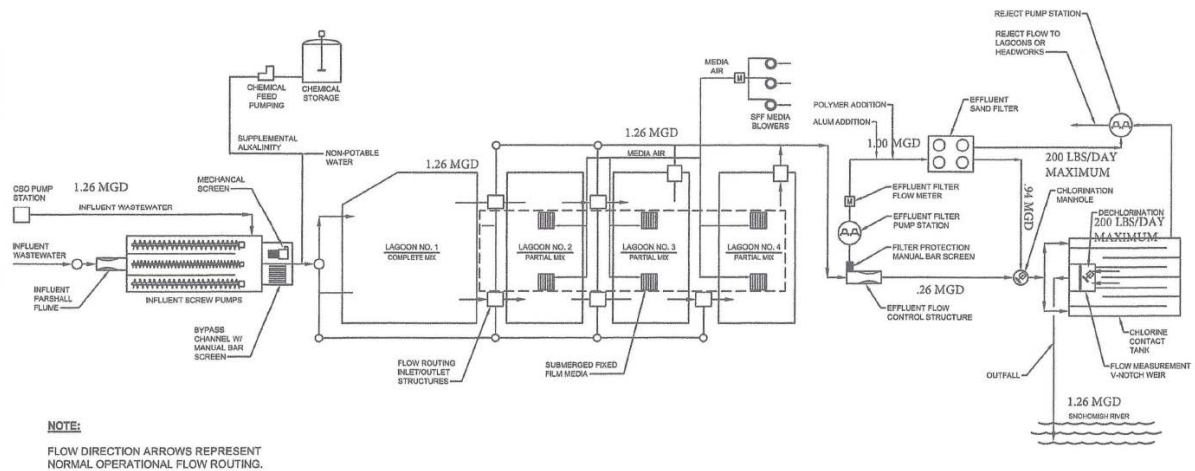 REJECT PUMP STATION
REJECT FLOW TO
LAGOONS OR
HEADWORKS
MEDIA
AIR
M
SFF MEDIA
BLOWERS
POLYMER ADDITION
ALUM ADDITION
EFFLUENT
SAND FILTER
1.00 MGD
200 LBS/DAY
MAXIMUM
CHEMICAL
FEED
PUMPING
CHEMICAL
STORAGE
SUPPLEMENTAL
ALKALINITY
NON-POTABLE
WATER
1.26 MGD
MEDIA AIR
1.26 MGD
CSO PUMP
STATION
1.26 MGD
INFLUENT WASTEWATER
MECHANCAL
SCREEN
INFLUENT
WASTEWATER
INFLUENT
PARSHALL
FLUME
INFLUENT SCREW PUMPS
BYPASS
CHANNEL W/
MANUAL BAR
SCREEN
LAGOON NO. 1
COMPLETE MIX
LAGOON NO. 2
PARTIAL MIX
LAGOON NO. 3
PARTIAL MIX
LAGOON NO. 4
PARTIAL MIX
FLOW ROUTING
INLET/OUTLET
STRUCTURES
SUBMERGED FIXED
FILM MEDIA
M
EFFLUENT FILTER
FLOW METER
EFFLUENT FILTER
PUMP STATION
FILTER PROTECTION
MANUAL BAR SCREEN
.26 MGD
EFFLUENT FLOW
CONTROL STRUCTURE
.94 MGD
CHLORINATION
MANHOLE
DECHLORINATION
200 LBS/DAY
MAXIMUM
CHLORINE
CONTACT
TANK
FLOW MEASUREMENT
V-NOTCH WEIR
OUTFALL
1.26 MGD
SNOHOMISH RIVER
NOTE:
FLOW DIRECTION ARROWS REPRESENT
NORMAL OPERATIONAL FLOW ROUTING.